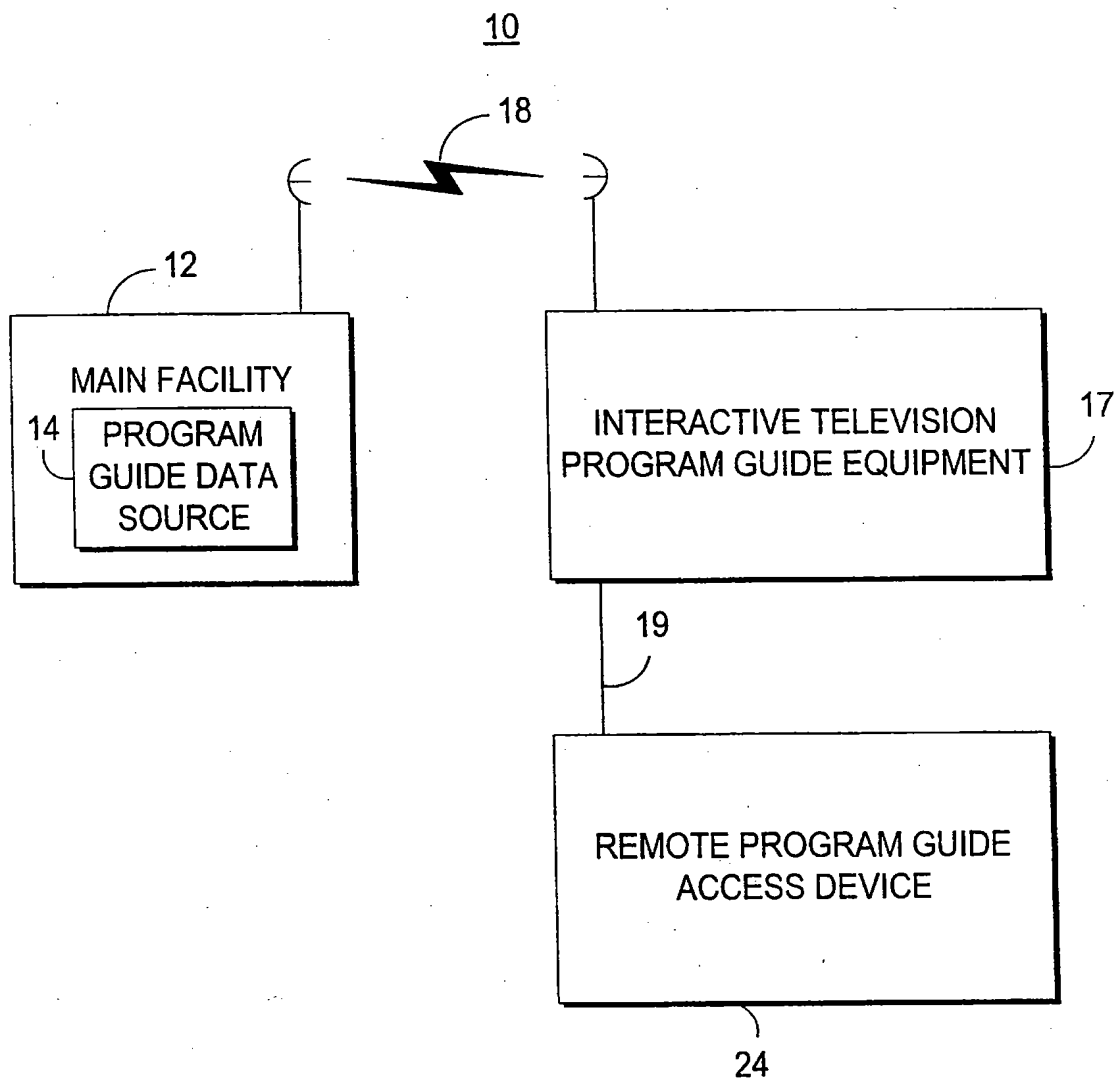 10
18
12
MAIN FACILITY
14
PROGRAM
GUIDE DATA
SOURCE
INTERACTIVE TELEVISION
PROGRAM GUIDE EQUIPMENT
17
19
REMOTE PROGRAM GUIDE
ACCESS DEVICE
24